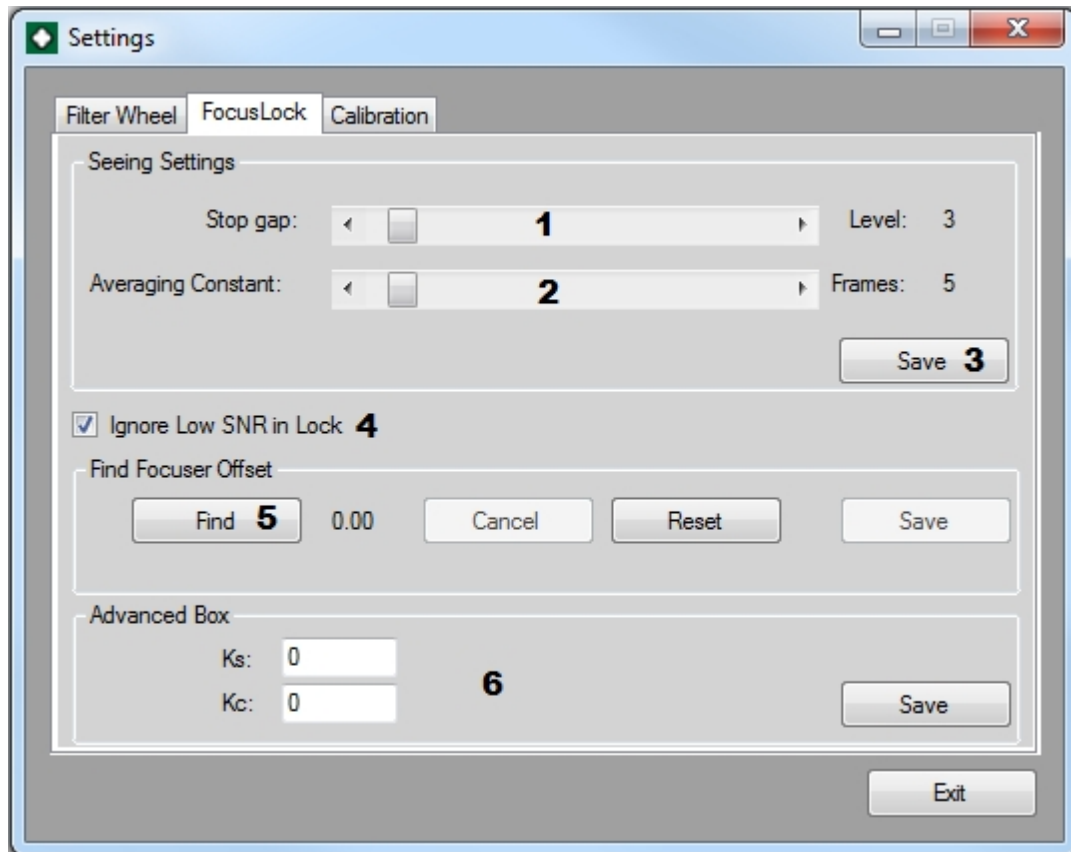 Settings
Filter Wheel FocusLock Calibration
Seeing Settings
Stop gap: 1 Level: 3
Averaging Constant: 2 Frames: 5
Save 3
Ignore Low SNR in Lock 4
Find Focuser Offset
Find 5 0.00 Cancel Reset Save
Advanced Box
Ks: 0
6
Kc: 0 Save
Exit